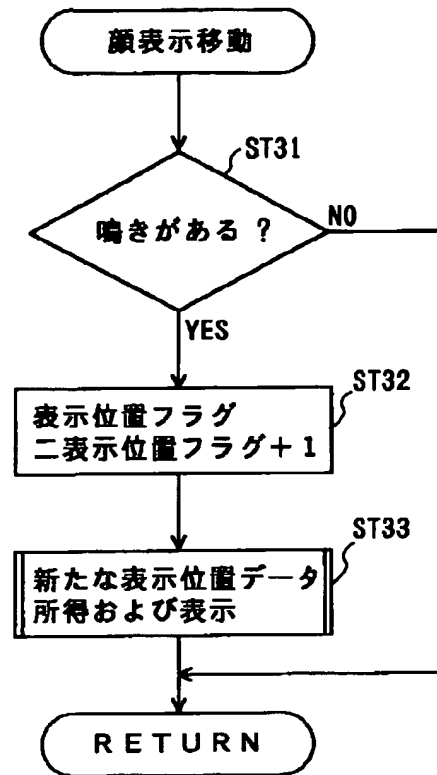 顔表示移動
ST31
鳴きがある?
NO
YES
ST32
表示位置フラグ
=表示位置フラグ+1
ST33
新たな表示位置データ
所得および表示
RETURN